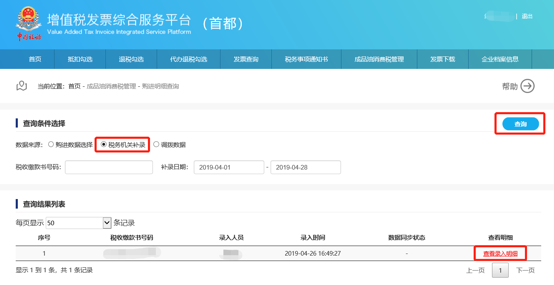 增值税发票综合服务平台 （首都）
Value Added Tax Invoice Integrated Service Platform
退出
首页 抵扣勾选 退税勾选 代办退税勾选 发票查询 税务事项通知书 成品油消费税管理 发票下载 企业档案信息
当前位置：首页 - 成品油消费税管理 - 购进明细查询 帮助
查询条件选择 查询
数据来源： 购进数据选择 税务机关补录 调拨数据
税收缴款书号码： 补录日期： 2019-04-01 - 2019-04-28
查询结果列表
每页显示 50 条记录
序号 税收缴款书号码 录入人员 录入时间 数据同步状态 查看明细
1 2019-04-26 16:49:27 - 查看录入明细
显示 1 到 1 条，共 1 条记录 上一页 1 下一页